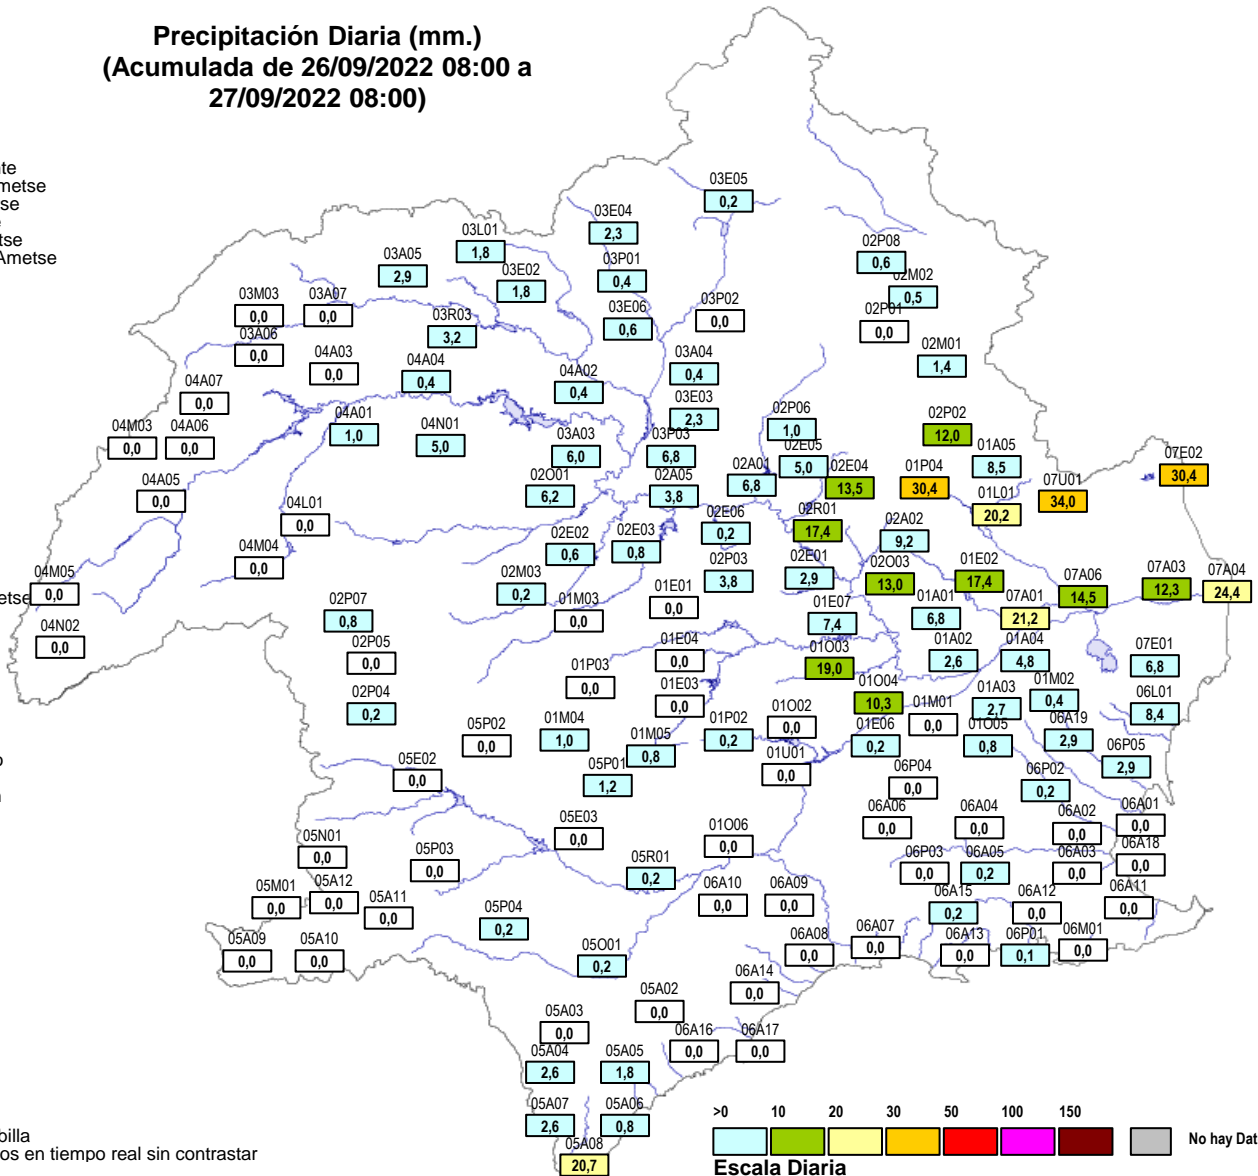 Precipitación Diaria (mm.)
(Acumulada de 26/09/2022 08:00 a
27/09/2022 08:00)
03E05
0,2
03E04
2,3
03L01
1,8
03A05
2,9
03E02
1,8
03P01
0,4
02P08
0,6
02M02
0,5
03M03
0,0
03A07
0,0
03R03
3,2
03E06
0,6
03P02
0,0
02P01
0,0
03A06
0,0
04A03
0,0
04A04
0,4
04A02
0,4
03A04
0,4
02M01
1,4
04A07
0,0
03E03
2,3
04M03
0,0
04A06
0,0
04A01
1,0
04N01
5,0
03A03
6,0
03P03
6,8
02P06
1,0
02P02
12,0
02E05
5,0
01A05
8,5
07E02
30,4
04A05
0,0
02O01
6,2
02A05
3,8
02A01
6,8
02E04
13,5
01P04
30,4
07U01
34,0
01L01
20,2
04L01
0,0
02E06
0,2
02R01
17,4
02A02
9,2
04M04
0,0
02E02
0,6
02E03
0,8
02P03
3,8
02E01
2,9
02O03
13,0
01E02
17,4
07A06
14,5
07A03
12,3
07A04
24,4
04M05
0,0
02M03
0,2
01M03
0,0
01E01
0,0
01E07
7,4
01A01
6,8
07A01
21,2
02P07
0,8
04N02
0,0
02P05
0,0
01E04
0,0
01O03
19,0
01A02
2,6
01A04
4,8
07E01
6,8
01P03
0,0
01E03
0,0
01O04
10,3
01M01
0,0
01A03
2,7
01M02
0,4
06L01
8,4
02P04
0,2
05P02
0,0
01M04
1,0
01M05
0,8
01P02
0,2
01O02
0,0
01E06
0,2
01O05
0,8
06A19
2,9
06P05
2,9
05E02
0,0
05P01
1,2
01U01
0,0
06P04
0,0
06P02
0,2
05E03
0,0
01O06
0,0
06A06
0,0
06A04
0,0
06A02
0,0
06A01
0,0
05N01
0,0
05P03
0,0
05R01
0,2
06P03
0,0
06A05
0,2
06A03
0,0
06A18
0,0
05M01
0,0
05A12
0,0
05A11
0,0
05P04
0,2
06A10
0,0
06A09
0,0
06A15
0,2
06A12
0,0
06A11
0,0
05A09
0,0
05A10
0,0
05O01
0,2
06A08
0,0
06A07
0,0
06A13
0,0
06P01
0,1
06M01
0,0
05A03
0,0
05A02
0,0
06A14
0,0
06A16
0,0
06A17
0,0
05A04
2,6
05A05
1,8
05A07
2,6
05A06
0,8
05A08
20,7
os en tiempo real sin contrastar
>0 10 20 30 50 100 150
No hay Dat
Escala Diaria